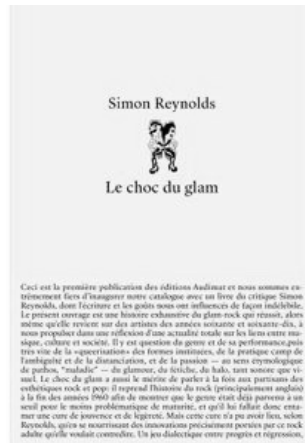 Simon Reynolds
Le choc du glam
Ceci est la première publication des éditions Audimat et nous sommes ex-
trêmement fiers d'inaugurer notre catalogue avec un livre du critique Simon
Reynolds, dont l'écriture et les goûts nous ont influencés de façon indélébile.
Le présent ouvrage est une histoire exhaustive du glam-rock qui réussit, alors
même qu'elle revient sur des artistes des années soixante et soixante-dix, à
nous propulser dans une réflexion d'une actualité totale sur les liens entre mu-
sique, culture et société. Il y est question du genre et de sa performance,puis
très vite de la «queerisation» des formes instituées, de la pratique camp de
l'ambiguïté et de la distanciation, et de la passion — au sens étymologique
de pathos, "maladie" — du glamour, du fétiche, du halo, tant sonore que vi-
suel. Le choc du glam a aussi le mérite de parler à la fois aux partisans des
esthétiques rock et pop: il reprend l'histoire du rock (principalement anglais)
à la fin des années 1960 afin de montrer que le genre était déjà parvenu à un
seuil pour le moins problématique de maturité, et qu'il lui fallait donc enta-
mer une cure de jouvence et de légèreté. Mais cette cure n'a pu avoir lieu, selon
Reynolds, qu'en se nourrissant des innovations précisément portées par ce rock
adulte qu'elle voulait contredire. Un jeu dialectique entre progrès et régression